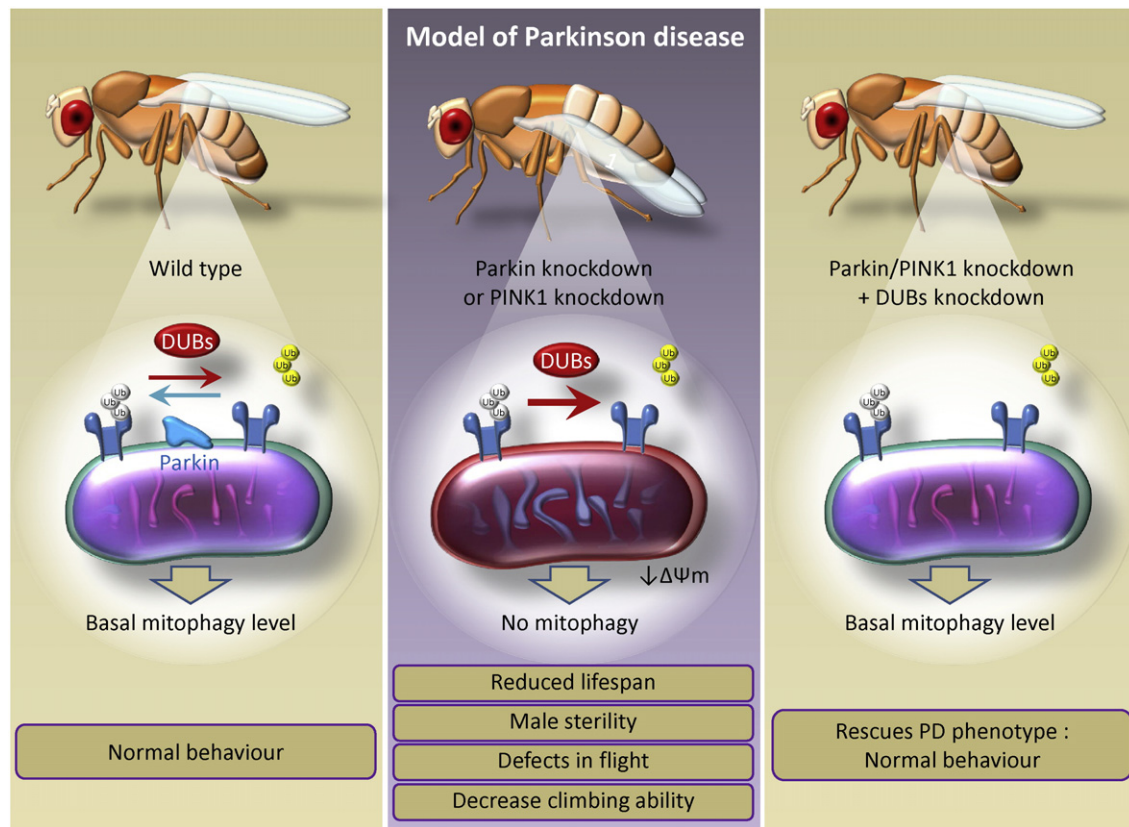 Model of Parkinson disease
Wild type
DUBs
Ub
Ub
Ub
Ub
Ub
Ub
Parkin
Basal mitophagy level
Normal behaviour
1
Parkin knockdown
or PINK1 knockdown
DUBs
Ub
Ub
Ub
Ub
Ub
Ub
↓ΔΨm
No mitophagy
Reduced lifespan
Male sterility
Defects in flight
Decrease climbing ability
Parkin/PINK1 knockdown
+ DUBs knockdown
Ub
Ub
Ub
Ub
Ub
Ub
Basal mitophagy level
Rescues PD phenotype :
Normal behaviour